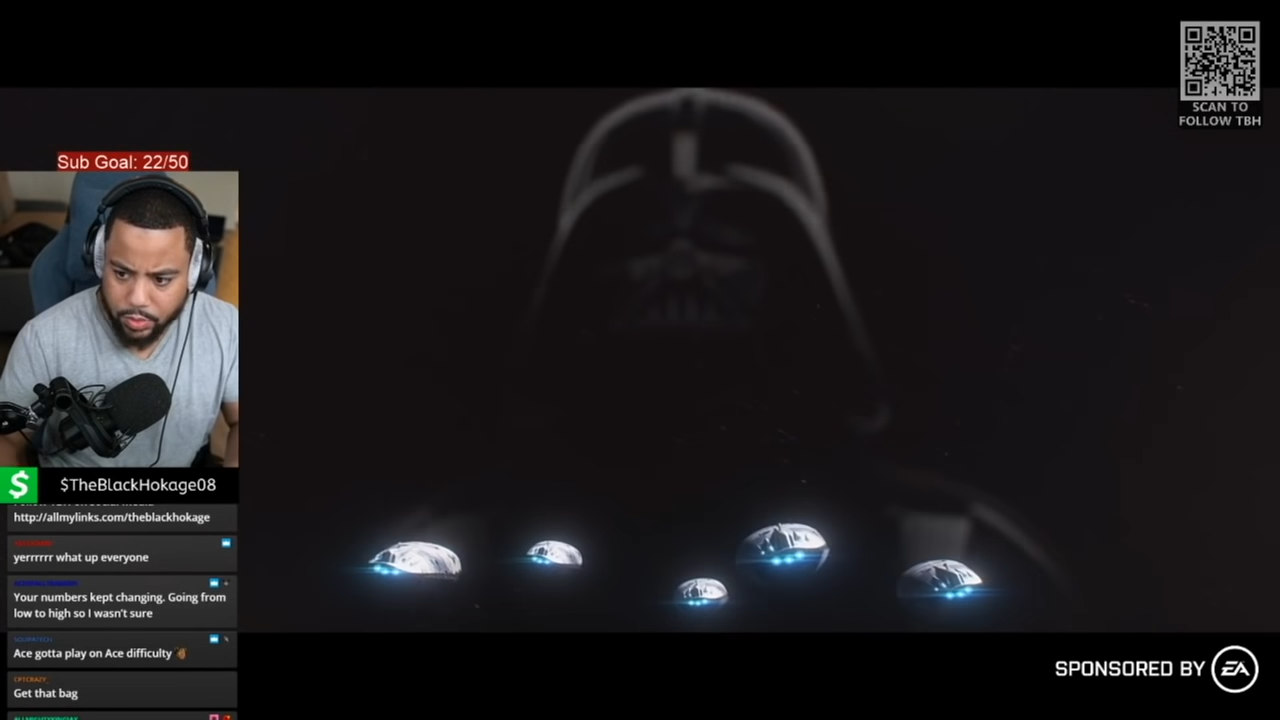 SCAN TO
FOLLOW TBH
Sub Goal: 22/50
$ $TheBlackHokage08
http://allmylinks.com/theblackhokage
yerrrrrr what up everyone
Your numbers kept changing. Going from
low to high so I wasn't sure
Ace gotta play on Ace difficulty
CPTCRAZY_
Get that bag
SPONSORED BY EA